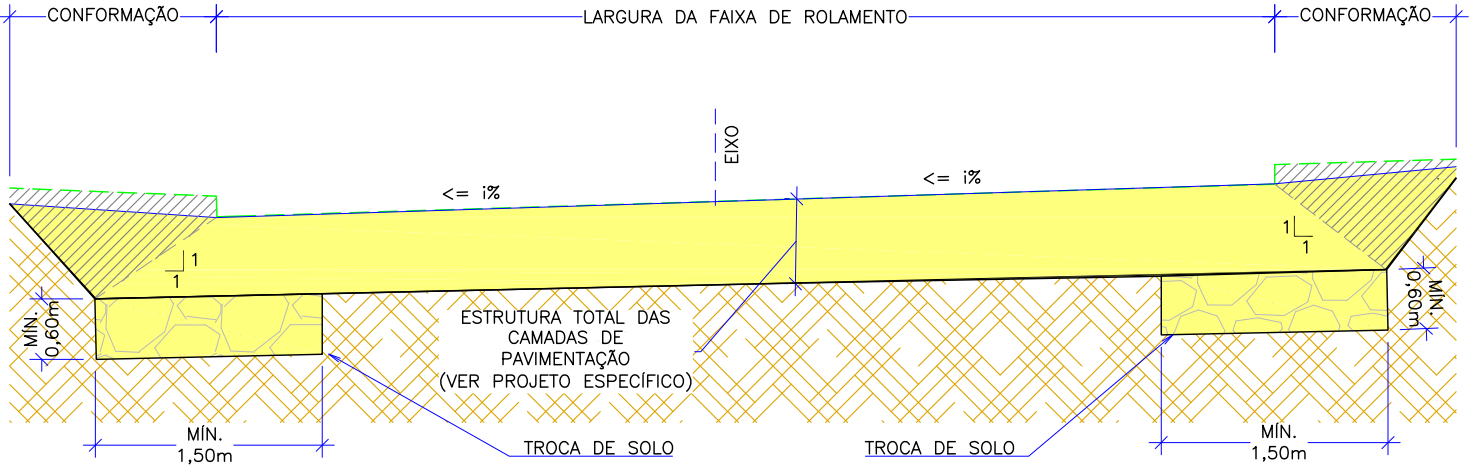 CONFORMAÇÃO
LARGURA DA FAIXA DE ROLAMENTO
CONFORMAÇÃO
EIXO
<= i%
<= i%
1
1
1
1
MÍN.
0,60m
ESTRUTURA TOTAL DAS
CAMADAS DE
PAVIMENTAÇÃO
(VER PROJETO ESPECÍFICO)
MÍN.
0,60m
MÍN.
1,50m
TROCA DE SOLO
TROCA DE SOLO
MÍN.
1,50m